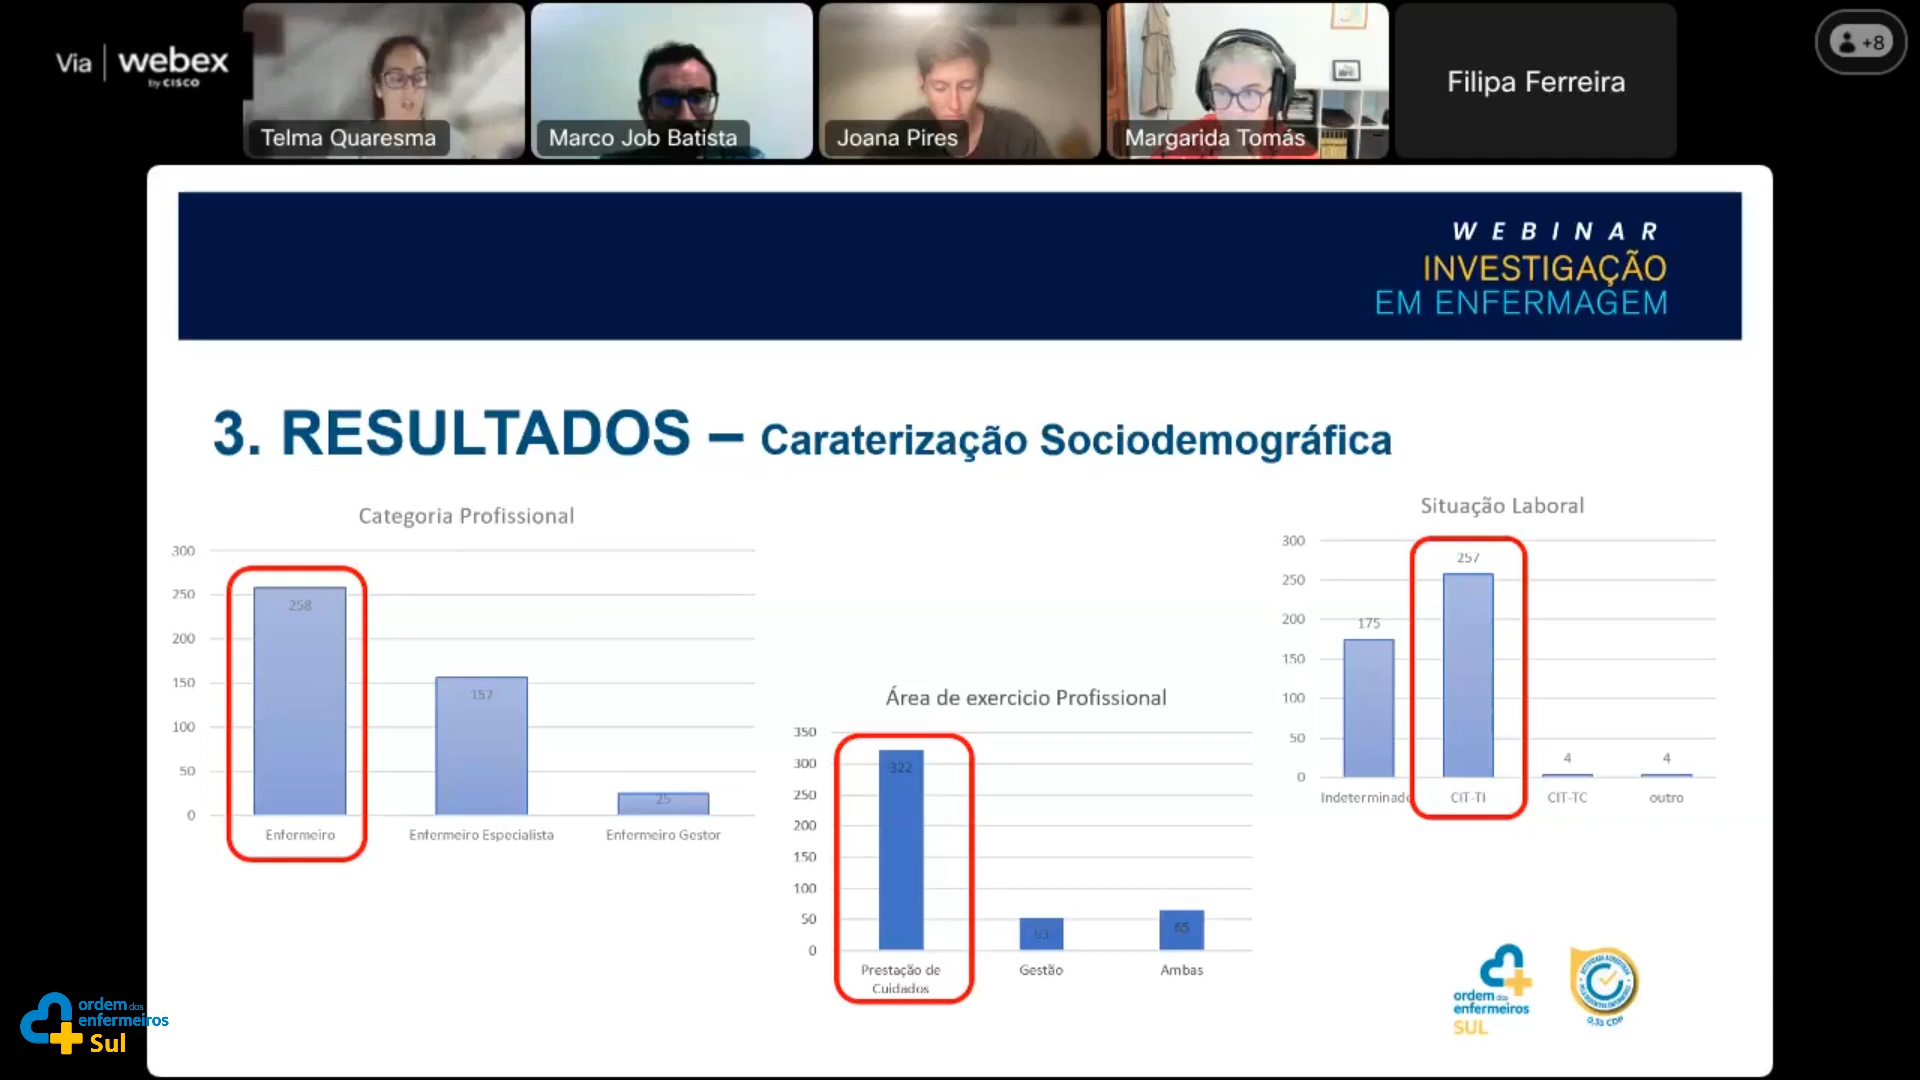 Via webex
by CISCO
Telma Quaresma
Marco Job Batista
Joana Pires
Margarida Tomás
Filipa Ferreira
+8
WEBINAR
INVESTIGAÇÃO
EM ENFERMAGEM
3. RESULTADOS – Caraterização Sociodemográfica
Categoria Profissional
300
250
200
150
100
50
0
258
157
25
Enfermeiro
Enfermeiro Especialista
Enfermeiro Gestor
Área de exercicio Profissional
350
300
250
200
150
100
50
0
322
53
65
Prestação de
Cuidados
Gestão
Ambas
Situação Laboral
300
250
200
150
100
50
0
175
257
4
4
Indeterminado
CIT-TI
CIT-TC
outro
ordem dos
enfermeiros
SUL
0,35 CDP
ordem dos
enfermeiros
Sul